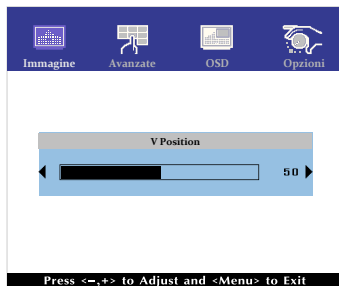 Immagine Avanzate OSD Opzioni
V Position
50
Press <–,+> to Adjust and <Menu> to Exit